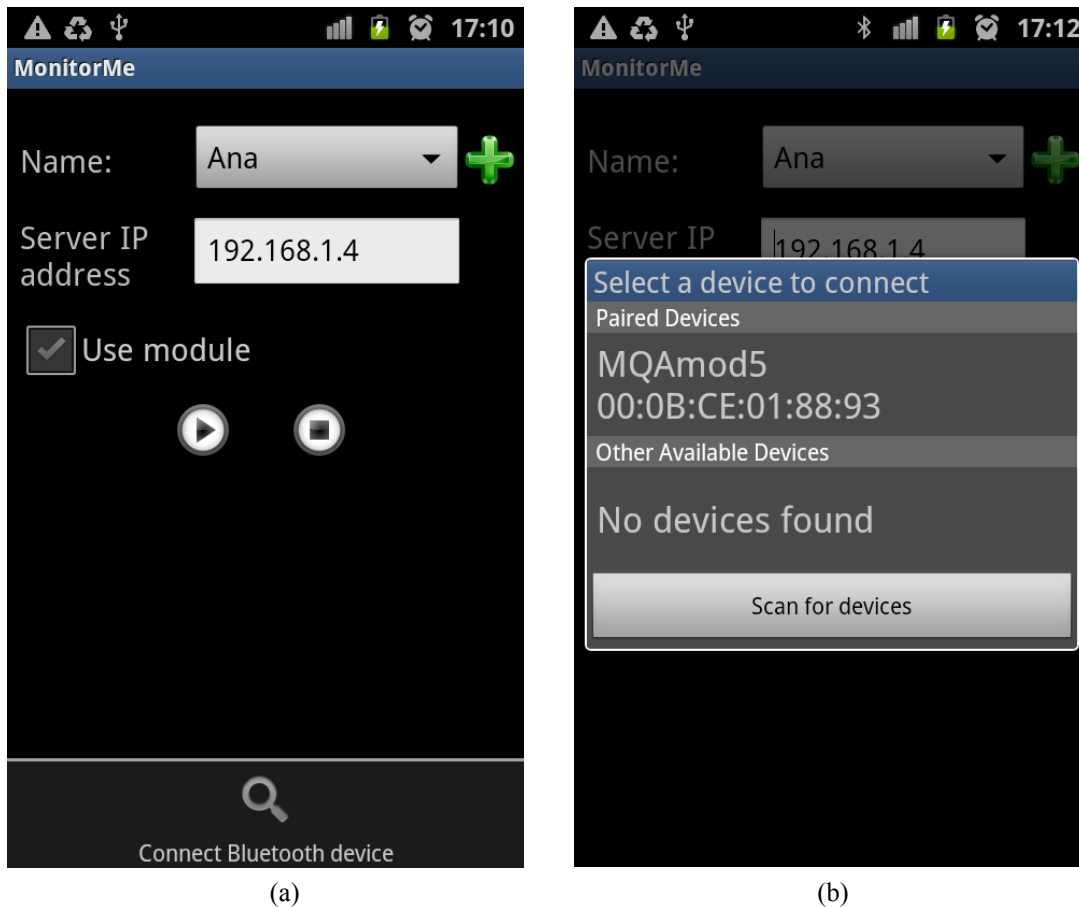 17:10
MonitorMe
Name:
Ana
Server IP
address
192.168.1.4
Use module
Connect Bluetooth device
(a)
17:12
MonitorMe
Name:
Ana
Server IP
192.168.1.4
Select a device to connect
Paired Devices
MQAmod5
00:0B:CE:01:88:93
Other Available Devices
No devices found
Scan for devices
(b)